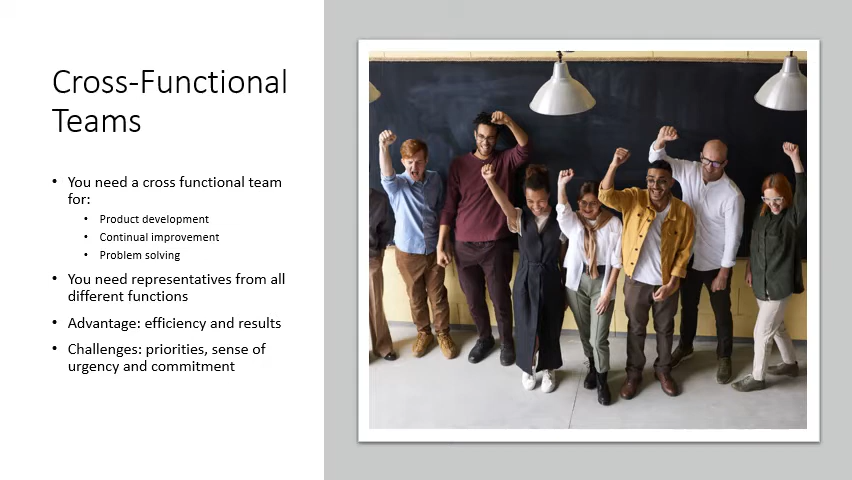 Cross-Functional
Teams
• You need a cross functional team
for:
• Product development
• Continual improvement
• Problem solving
• You need representatives from all
different functions
• Advantage: efficiency and results
• Challenges: priorities, sense of
urgency and commitment